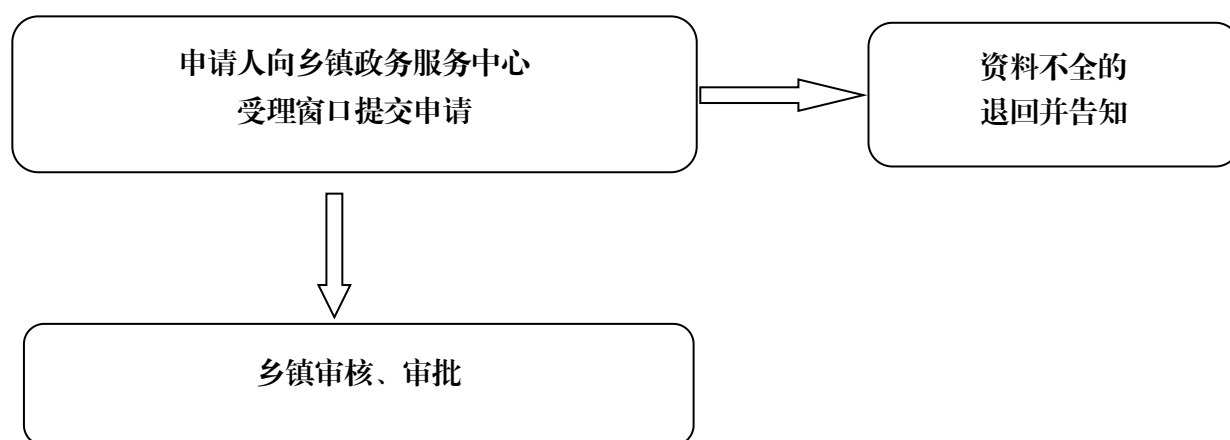 申请人向乡镇政务服务中心
受理窗口提交申请
资料不全的
退回并告知
乡镇审核、审批